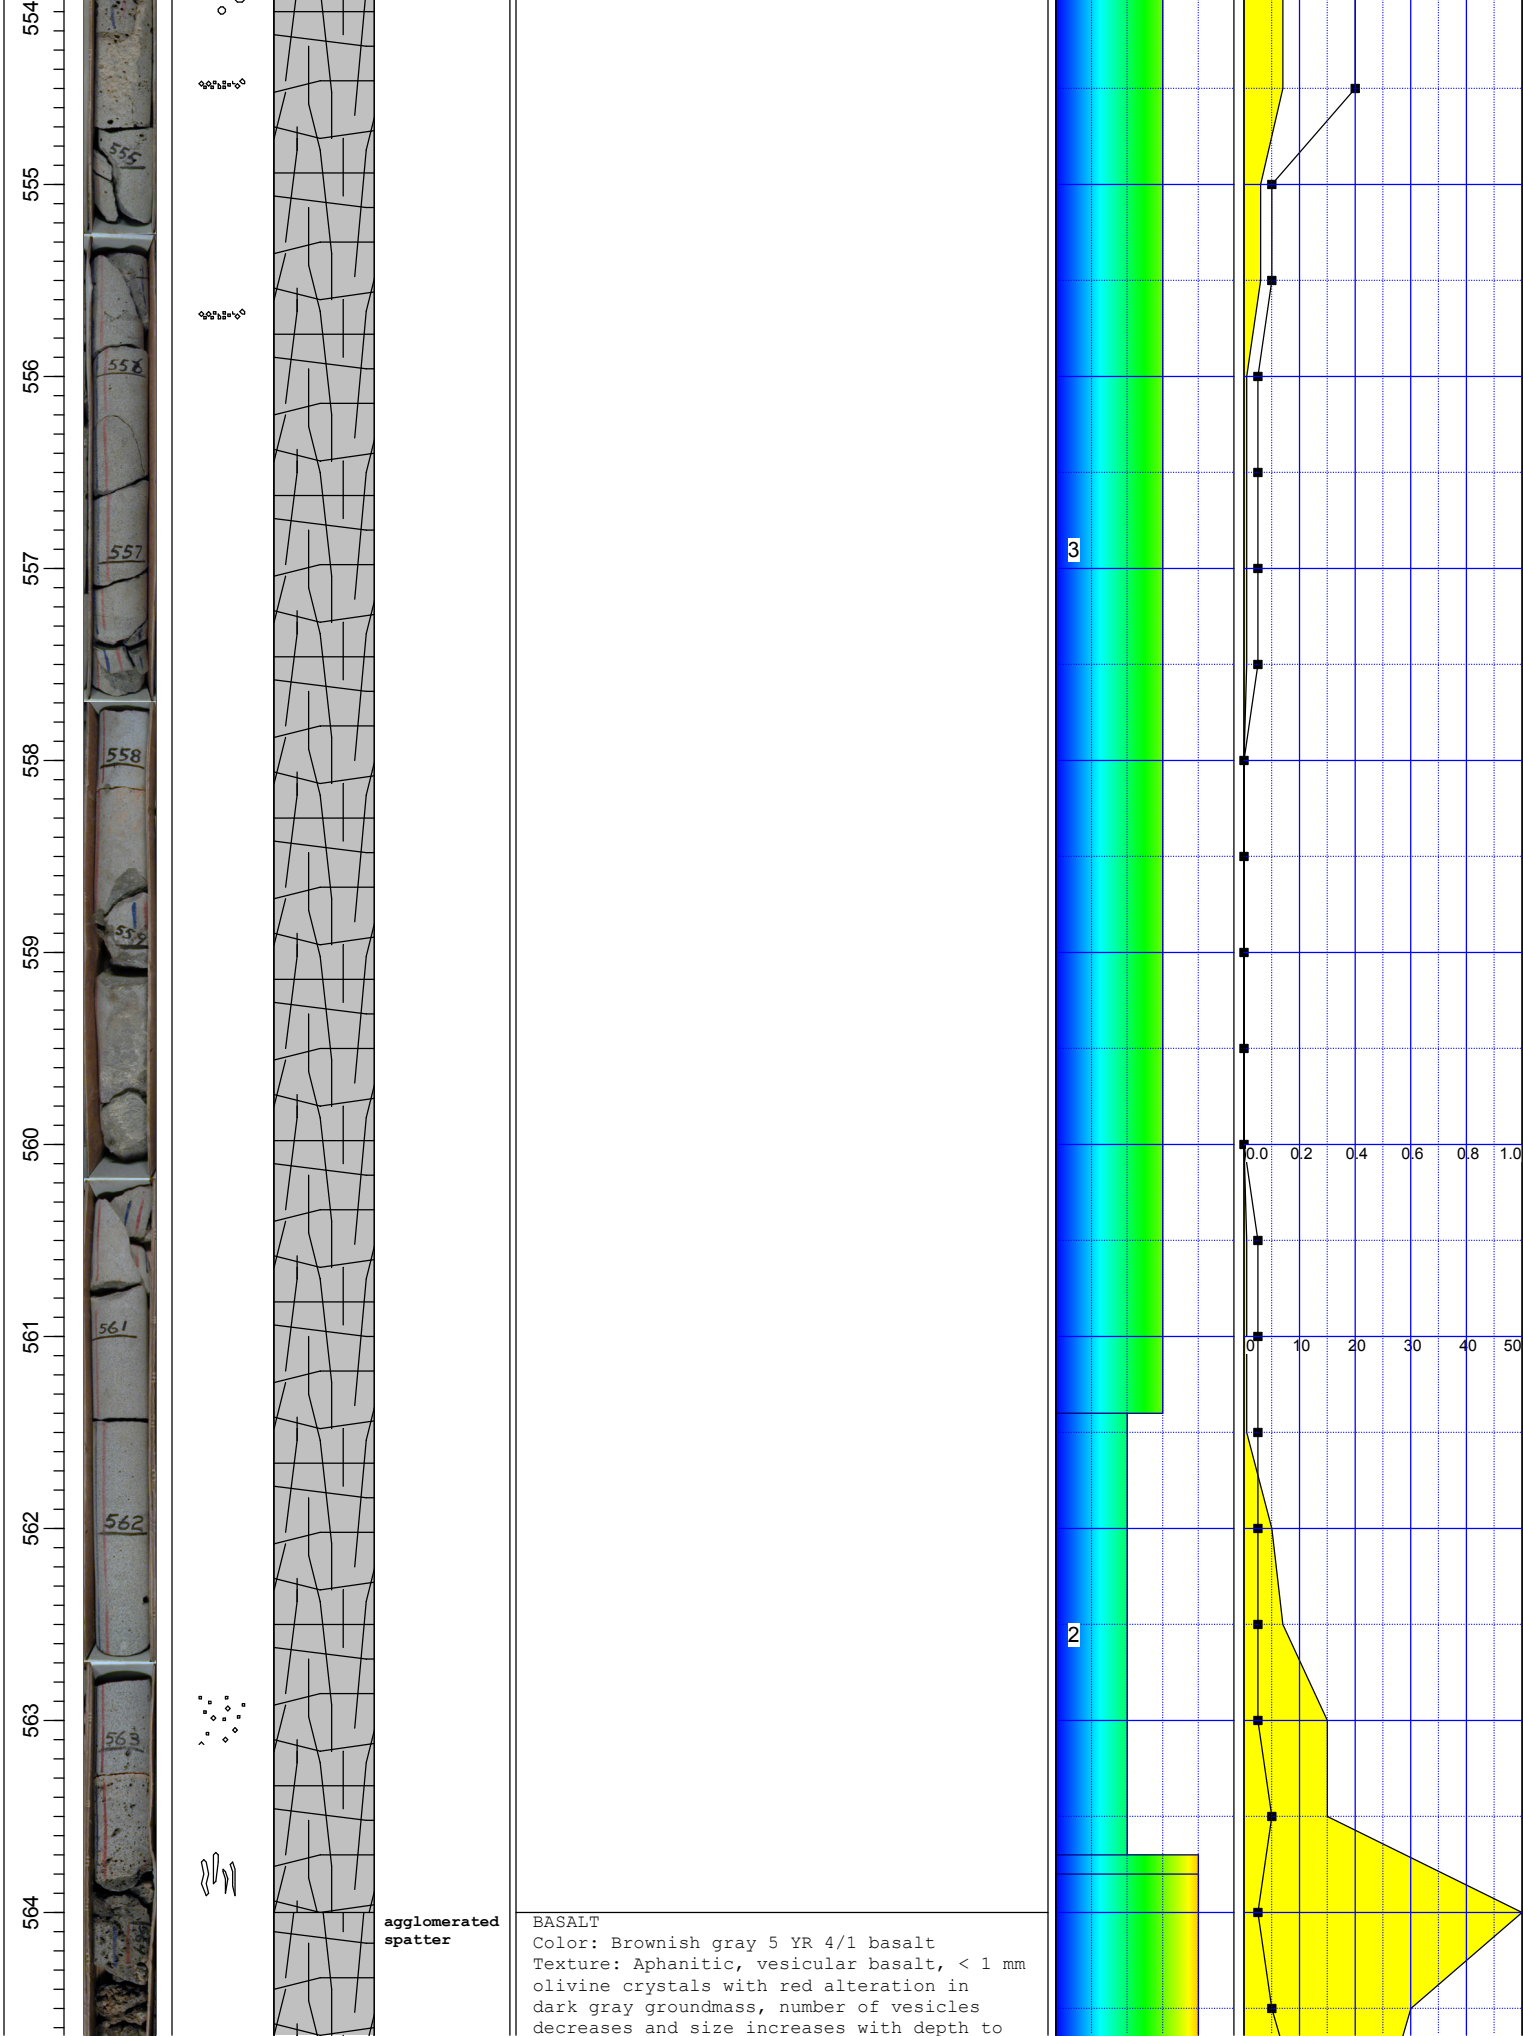 554
555
555
556
556
557
557
3
558
558
559
559
560
0.0 0.2 0.4 0.6 0.8 1.0
561
561
0 10 20 30 40 50
562
562
2
563
563
564
agglomerated
spatter
BASALT
Color: Brownish gray 5 YR 4/1 basalt
Texture: Aphanitic, vesicular basalt, < 1 mm
olivine crystals with red alteration in
dark gray groundmass, number of vesicles
decreases and size increases with depth to